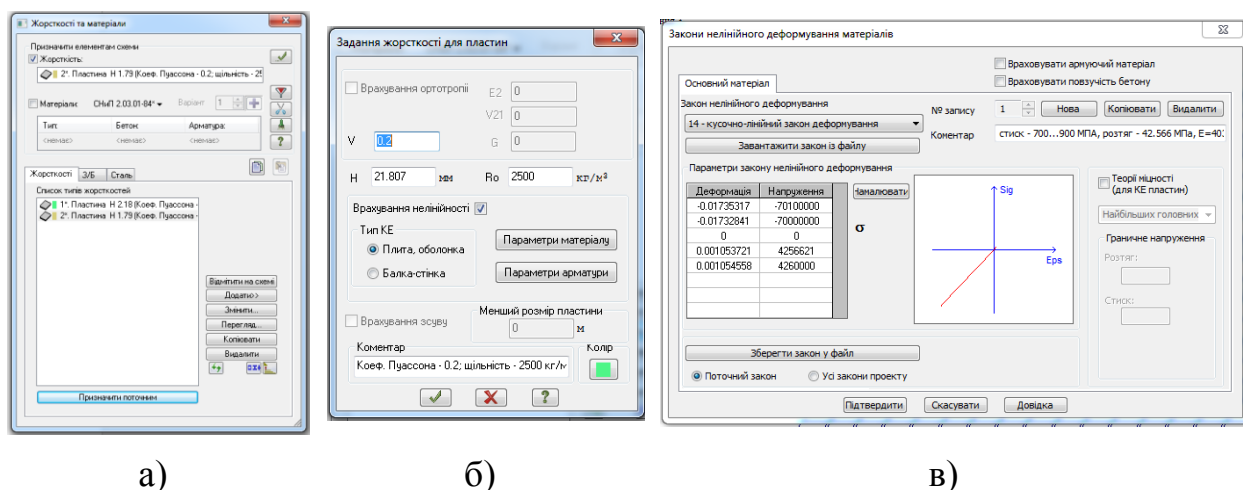 Жорсткості та матеріали
Призначити елементам схеми
Жорсткість:
2*. Пластина H 1.79 (Коеф. Пуассона - 0.2; щільність - 25
Матеріали: СНиП 2.03.01-84* Варіант 1
Тип: Бетон: Арматура:
<немає> <немає> <немає>
Жорсткості З/Б Сталь
Список типів жорсткостей
1*. Пластина H 2.18 (Коеф. Пуассона -
2*. Пластина H 1.79 (Коеф. Пуассона -
Відмітити на схемі
Додати>
Змінити...
Перегляд...
Копіювати
Видалити
Призначити поточним
а)
Задання жорсткості для пластин
Врахування ортотропії E2 0
V21 0
V 0.2 G 0
H 21.807 мм Ro 2500 кг/м³
Врахування нелінійності
Тип КЕ
Плита, оболонка
Балка-стінка
Параметри матеріалу
Параметри арматури
Врахування зсуву
Менший розмір пластини
0 м
Коментар
Коеф. Пуассона - 0.2; щільність - 2500 кг/м
Колір
б)
Закони нелінійного деформування матеріалів
Враховувати армуючий матеріал
Враховувати повзучість бетону
Основний матеріал
Закон нелінійного деформування
14 - кусочно-лінійний закон деформування
Завантажити закон із файлу
№ запису 1 Нова Копіювати Видалити
Коментар стиск - 700...900 МПА, розтяг - 42.566 МПа, E=40:
Параметри закону нелінійного деформування
Деформація Напруження
-0.01735317 -70100000
-0.01732841 -70000000
0 0
0.001053721 4256621
0.001054558 4260000
Намалювати
σ
Sig
Eps
Теорії міцності
(для КЕ пластин)
Найбільших головних
Граничне напруження
Розтяг:
Стиск:
Зберегти закон у файл
Поточний закон Усі закони проекту
Підтвердити Скасувати Довідка
в)